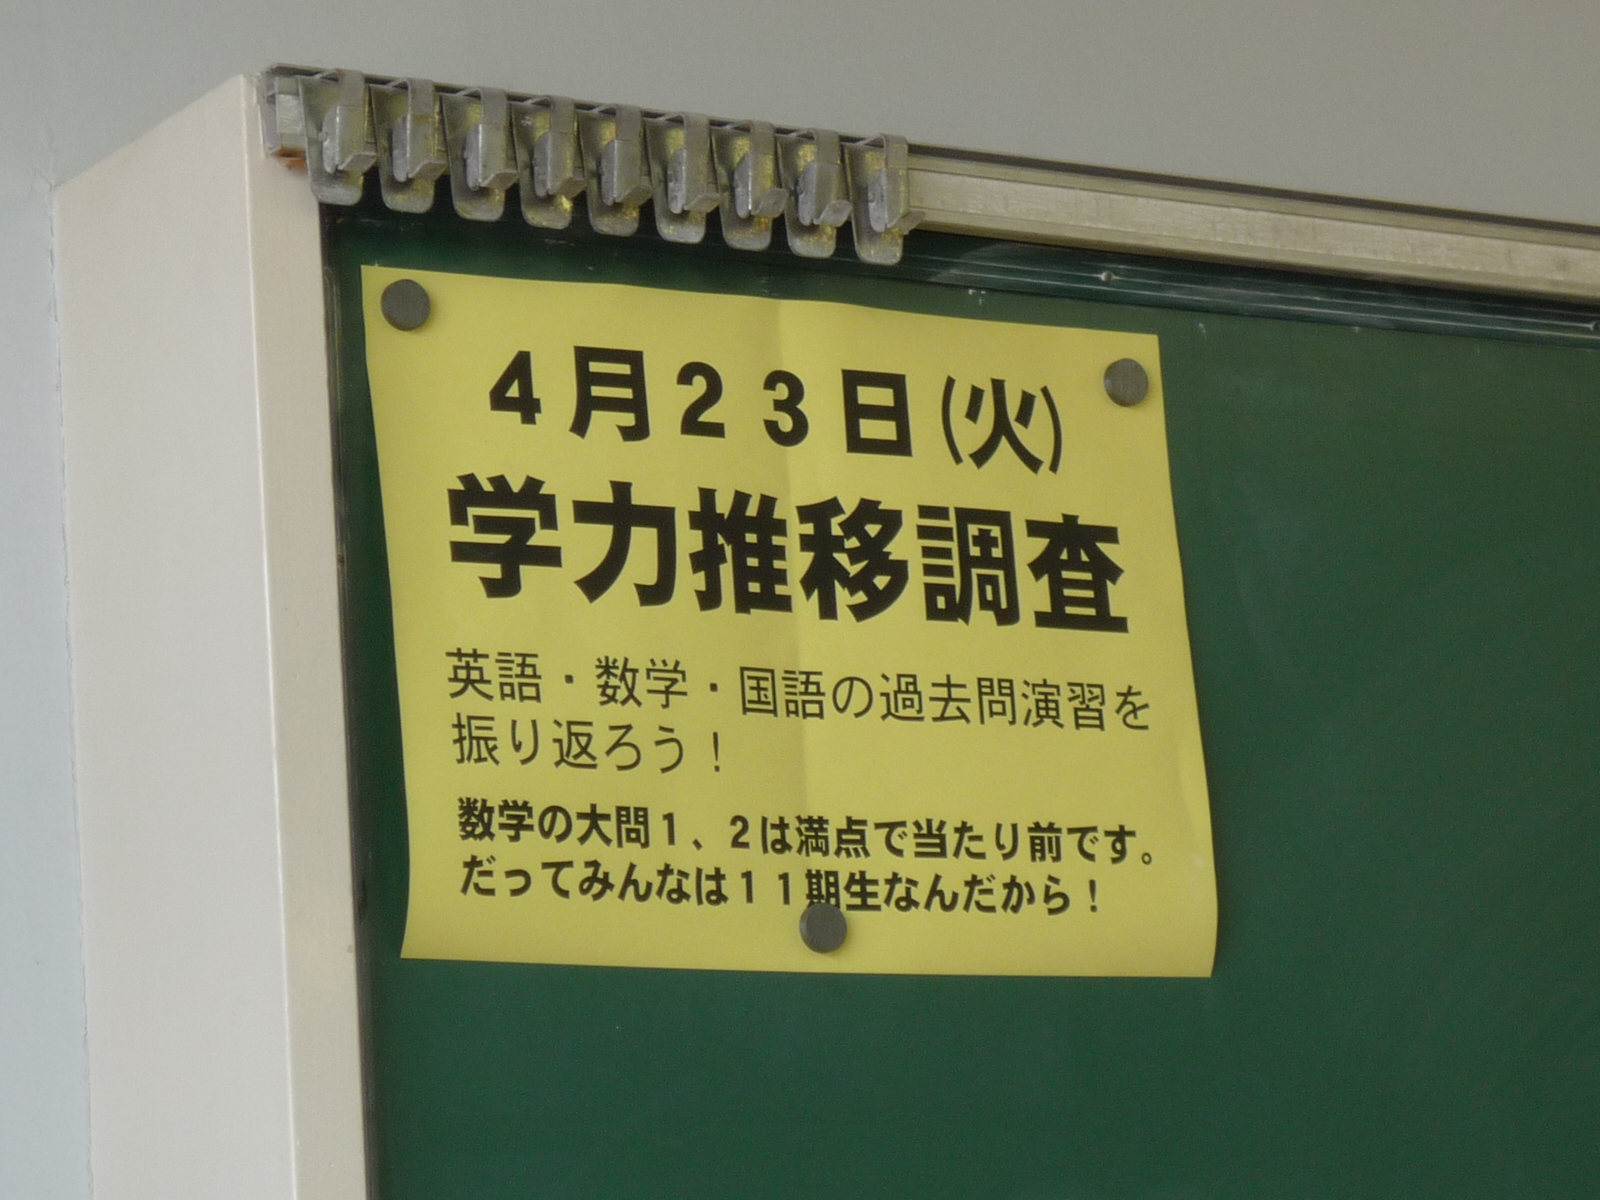 4月23日(火)
学力推移調査
英語・数学・国語の過去問演習を
振り返ろう!
数学の大問1、2は満点で当たり前です。
だってみんなは11期生なんだから!